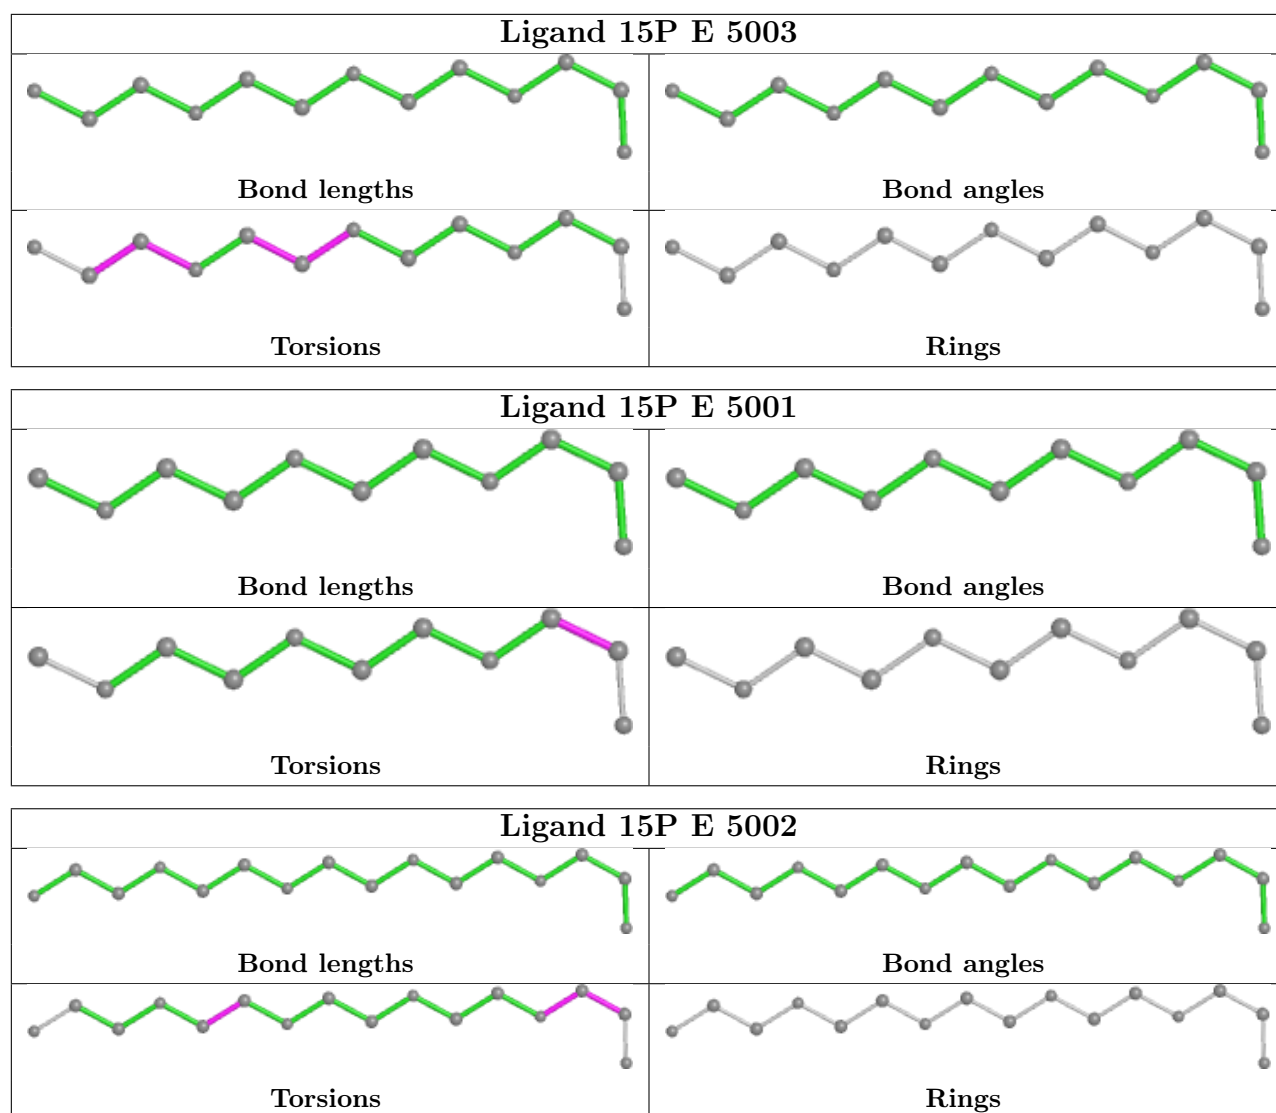 Ligand 15P E 5003
Bond lengths Bond angles
Torsions Rings
Ligand 15P E 5001
Bond lengths Bond angles
Torsions Rings
Ligand 15P E 5002
Bond lengths Bond angles
Torsions Rings